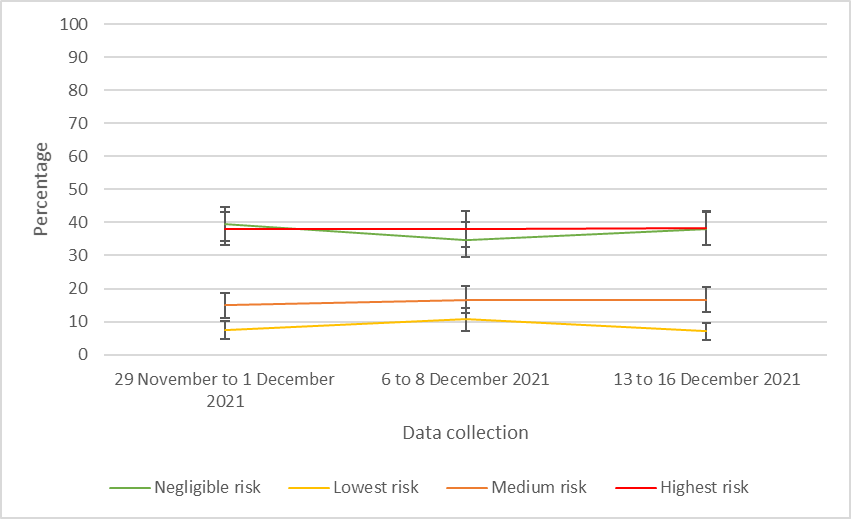 100
90
80
70
60
50
40
30
20
10
0
Percentage
29 November to 1 December
2021
6 to 8 December 2021
13 to 16 December 2021
Data collection
Negligible risk
Lowest risk
Medium risk
Highest risk